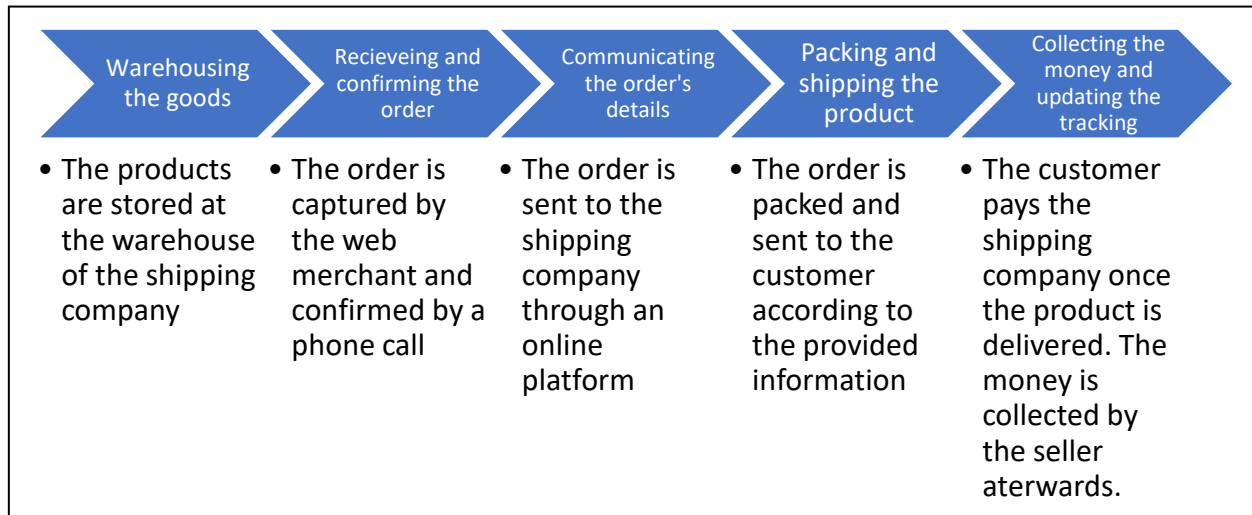 Warehousing
the goods
Recieveing and
confirming the
order
Communicating
the order's
details
Packing and
shipping the
product
Collecting the
money and
updating the
tracking
• The products
are stored at
the warehouse
of the shipping
company
• The order is
captured by
the web
merchant and
confirmed by a
phone call
• The order is
sent to the
shipping
company
through an
online
platform
• The order is
packed and
sent to the
customer
according to
the provided
information
• The customer
pays the
shipping
company once
the product is
delivered. The
money is
collected by
the seller
aterwards.